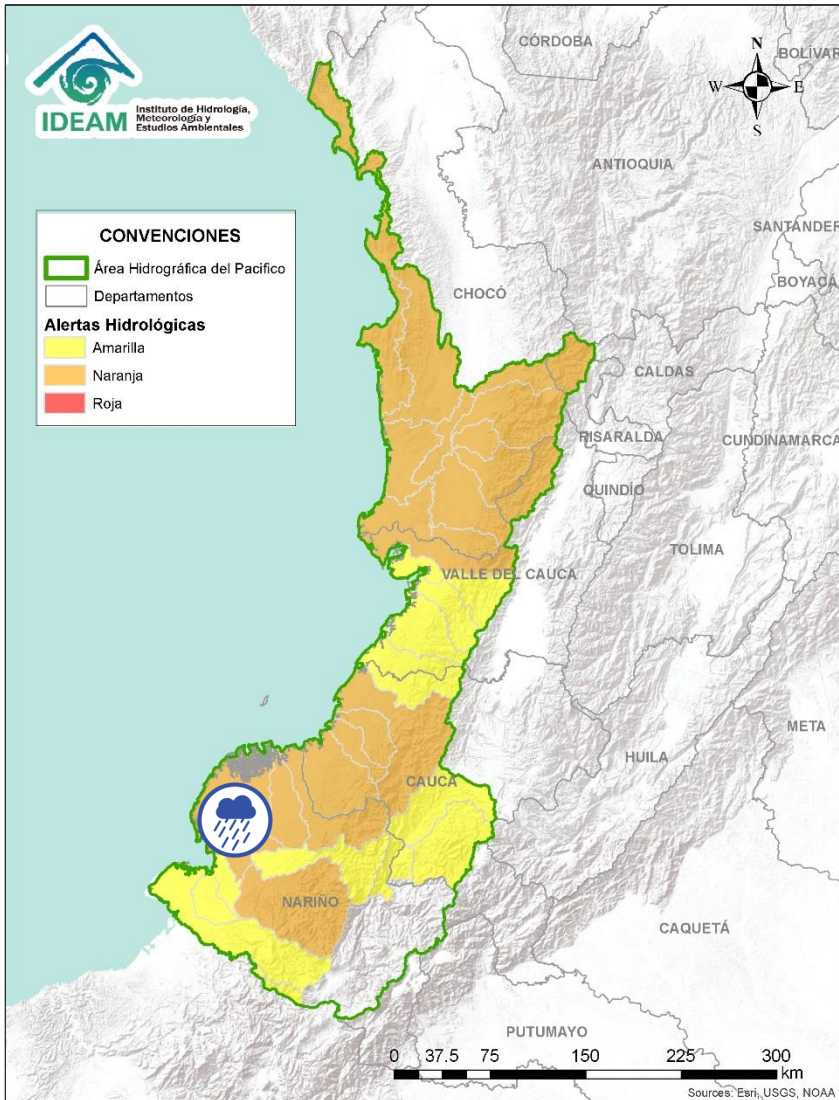 IDEAM
Instituto de Hidrología,
Meteorología y
Estudios Ambientales
N
W
E
S
CÓRDOBA
BOLÍVAR
ANTIOQUIA
SANTANDER
BOYACÁ
CHOCÓ
CALDAS
RISARALDA
CUNDINAMARCA
QUINDÍO
TOLIMA
VALLE DEL CAUCA
META
HUILA
CAUCA
NARIÑO
CAQUETÁ
PUTUMAYO
CONVENCIONES
Área Hidrográfica del Pacifico
Departamentos
Alertas Hidrológicas
Amarilla
Naranja
Roja
0 37.5 75 150 225 300
km
Sources: Esri, USGS, NOAA